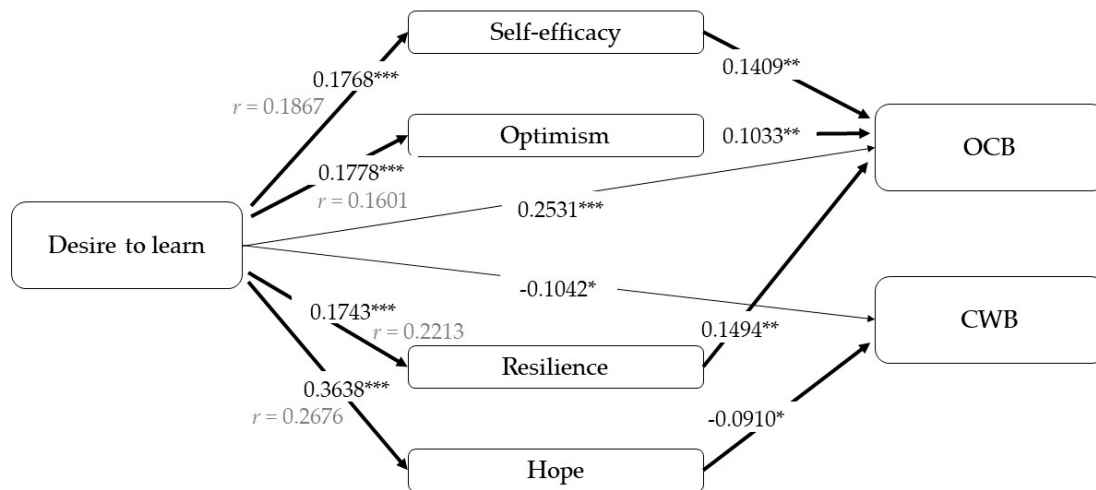 Self-efficacy
0.1768***
r = 0.1867
0.1409**
Optimism
0.1033**
OCB
0.1778***
r = 0.1601
0.2531***
Desire to learn
-0.1042*
CWB
0.1743***
r = 0.2213
0.1494**
Resilience
0.3638***
r = 0.2676
-0.0910*
Hope